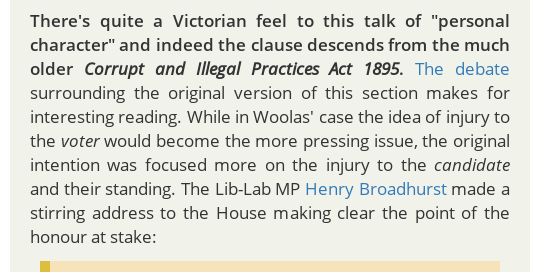 There's quite a Victorian feel to this talk of "personal
character" and indeed the clause descends from the much
older Corrupt and Illegal Practices Act 1895. The debate
surrounding the original version of this section makes for
interesting reading. While in Woolas' case the idea of injury to
the voter would become the more pressing issue, the original
intention was focused more on the injury to the candidate
and their standing. The Lib-Lab MP Henry Broadhurst made a
stirring address to the House making clear the point of the
honour at stake: